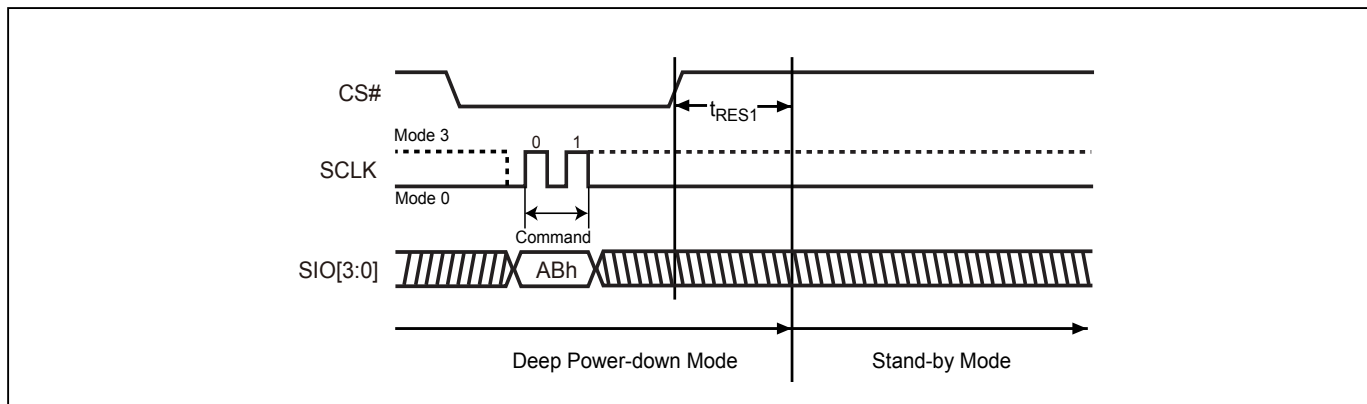 CS#
tRES1
Mode 3
0 1
SCLK
Mode 0
Command
SIO[3:0]
ABh
Deep Power-down Mode
Stand-by Mode